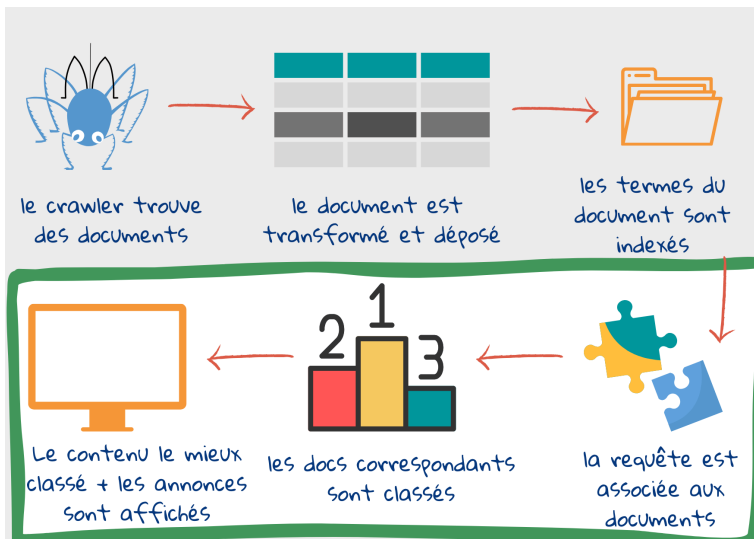 le crawler trouve
des documents
le document est
transformé et déposé
les termes du
document sont
indexés
2
1
3
Le contenu le mieux
classé + les annonces
sont affichés
les docs correspondants
sont classés
la requête est
associée aux
documents